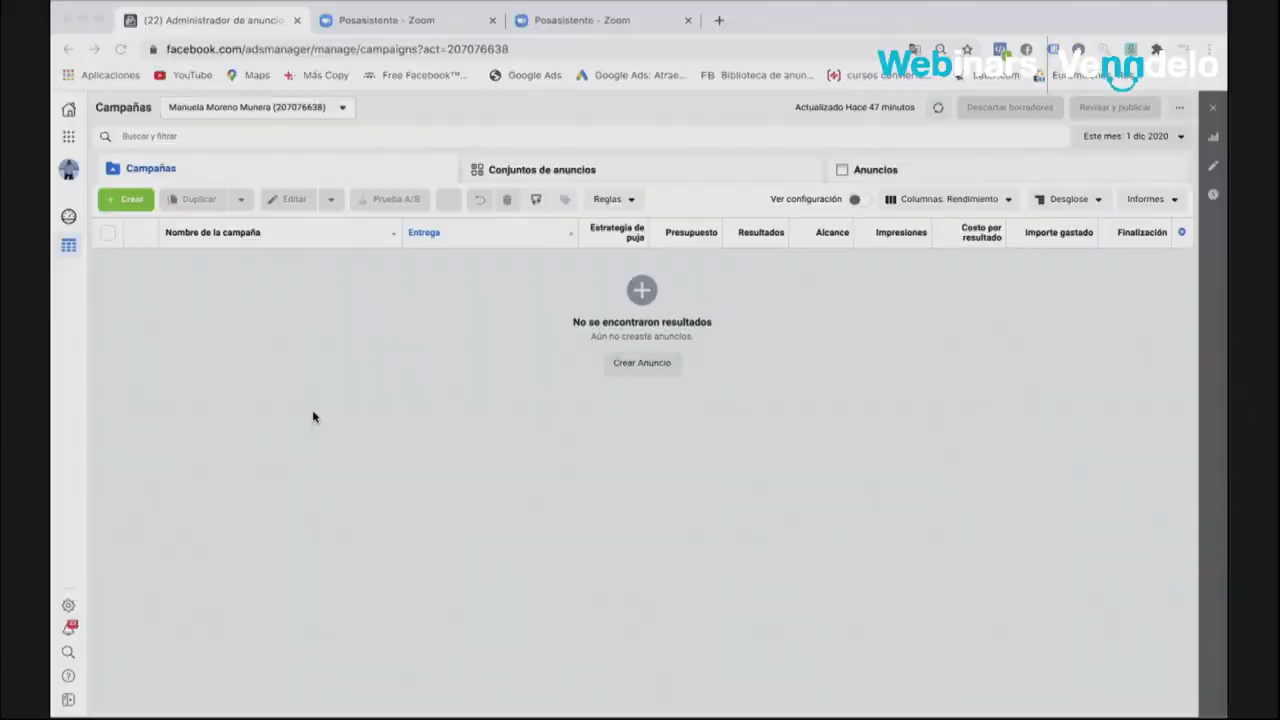 (22) Administrador de anuncio
Posasistente - Zoom
Posasistente - Zoom
facebook.com/adsmanager/manage/campaigns?act=207076638
Webinars Venndelo
Aplicaciones
YouTube
Maps
Más Copy
Free Facebook™...
Google Ads
Google Ads: Atrae...
FB Biblioteca de anun...
Campañas
Manuela Moreno Munera (207076638)
Actualizado Hace 47 minutos
Descartar borradores
Revisar y publicar
Buscar y filtrar
Este mes: 1 dic 2020
Campañas
Conjuntos de anuncios
Anuncios
+ Crear
Duplicar
Editar
Prueba A/B
Reglas
Ver configuración
Columnas: Rendimiento
Desglose
Informes
Nombre de la campaña
Entrega
Estrategia de puja
Presupuesto
Resultados
Alcance
Impresiones
Costo por resultado
Importe gastado
Finalización
No se encontraron resultados
Aún no creaste anuncios.
Crear Anuncio